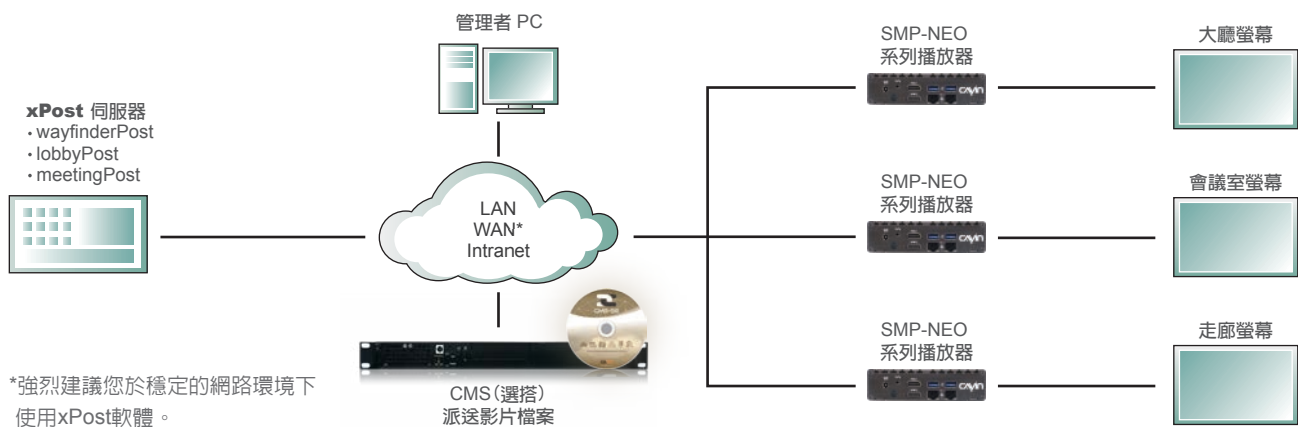 管理者 PC
xPost 伺服器
・wayfinderPost
・lobbyPost
・meetingPost
LAN
WAN*
Intranet
CMS（選搭）
派送影片檔案
*強烈建議您於穩定的網路環境下
使用xPost軟體。
SMP-NEO
系列播放器
CAYIN
大廳螢幕
SMP-NEO
系列播放器
CAYIN
會議室螢幕
SMP-NEO
系列播放器
CAYIN
走廊螢幕